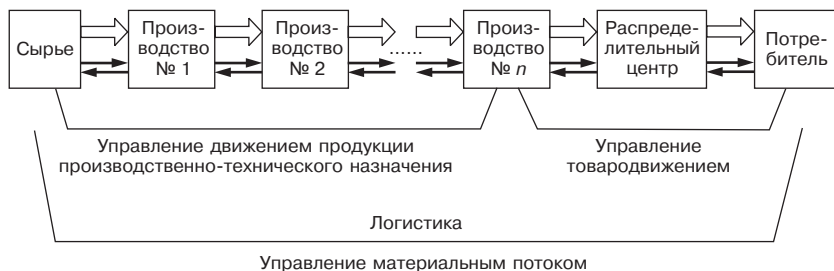 Сырье
Произ-
водство
№ 1
Произ-
водство
№ 2
......
Произ-
водство
№ n
Распреде-
лительный
центр
Потре-
битель
Управление движением продукции
производственно-технического назначения
Управление
товародвижением
Логистика
Управление материальным потоком